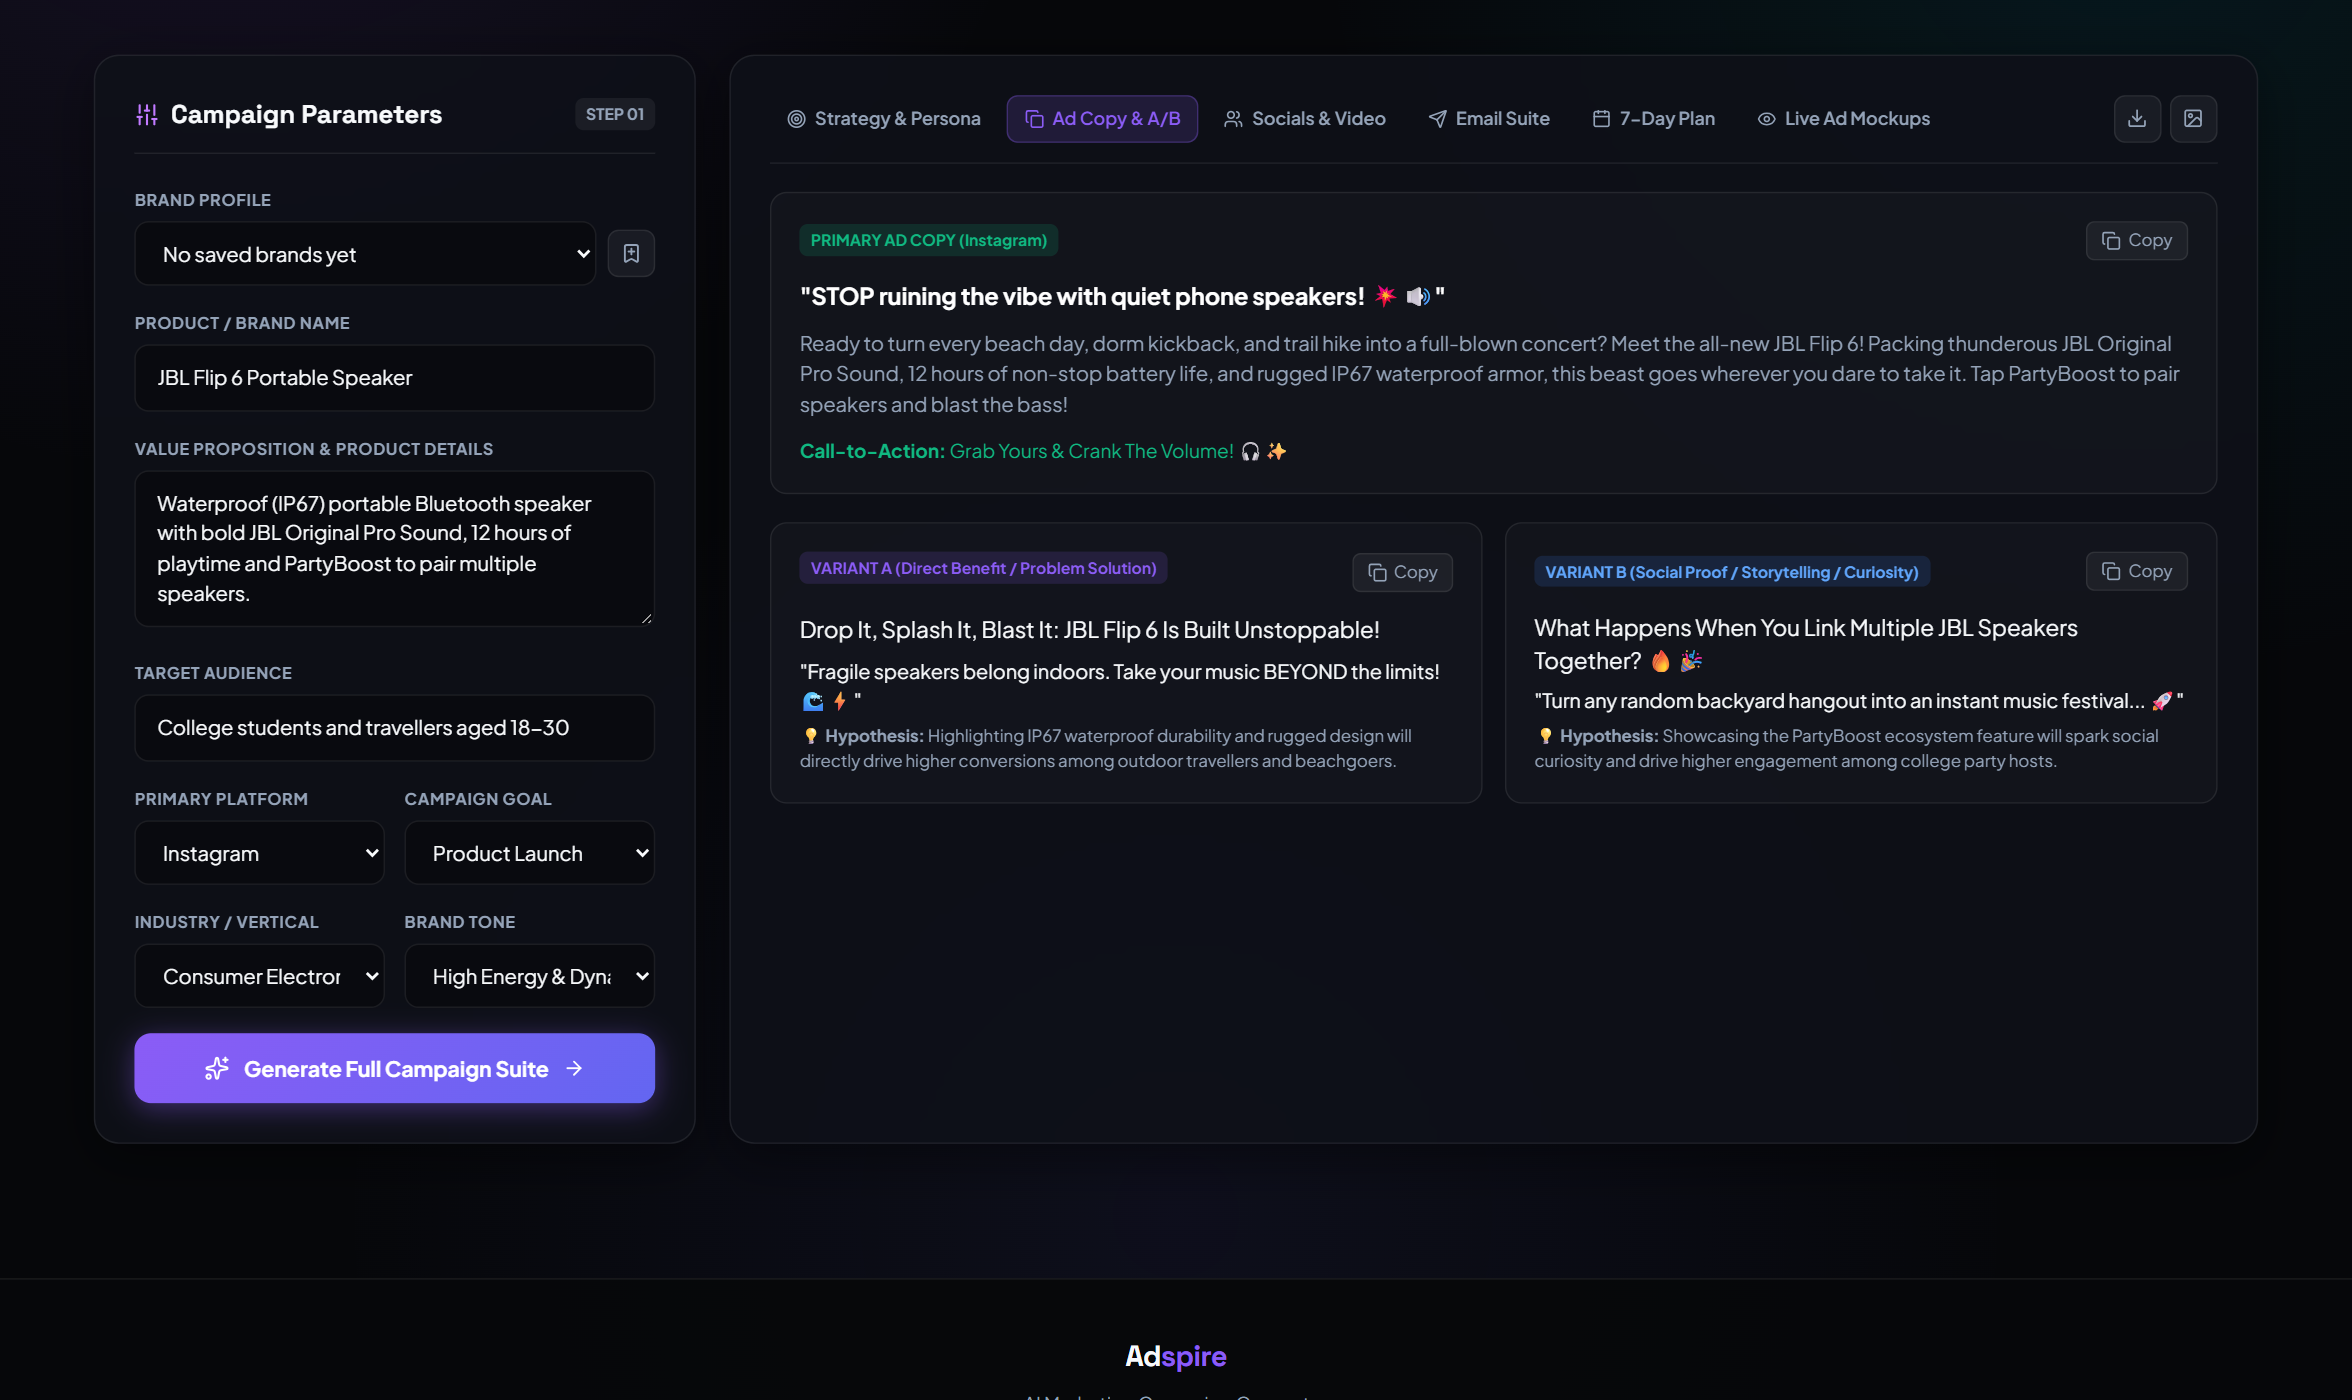 Campaign Parameters
STEP 01
BRAND PROFILE
No saved brands yet
PRODUCT / BRAND NAME
JBL Flip 6 Portable Speaker
VALUE PROPOSITION & PRODUCT DETAILS
Waterproof (IP67) portable Bluetooth speaker
with bold JBL Original Pro Sound, 12 hours of
playtime and PartyBoost to pair multiple
speakers.
TARGET AUDIENCE
College students and travellers aged 18–30
PRIMARY PLATFORM
CAMPAIGN GOAL
Instagram
Product Launch
INDUSTRY / VERTICAL
BRAND TONE
Consumer Electror
High Energy & Dyna
Generate Full Campaign Suite →
Strategy & Persona
Ad Copy & A/B
Socials & Video
Email Suite
7-Day Plan
Live Ad Mockups
PRIMARY AD COPY (Instagram)
Copy
"STOP ruining the vibe with quiet phone speakers! 💥 🔊"
Ready to turn every beach day, dorm kickback, and trail hike into a full-blown concert? Meet the all-new JBL Flip 6! Packing thunderous JBL Original
Pro Sound, 12 hours of non-stop battery life, and rugged IP67 waterproof armor, this beast goes wherever you dare to take it. Tap PartyBoost to pair
speakers and blast the bass!
Call-to-Action: Grab Yours & Crank The Volume! 🎧 ✨
VARIANT A (Direct Benefit / Problem Solution)
Copy
Drop It, Splash It, Blast It: JBL Flip 6 Is Built Unstoppable!
"Fragile speakers belong indoors. Take your music BEYOND the limits!
🌊 ⚡ "
💡 Hypothesis: Highlighting IP67 waterproof durability and rugged design will
directly drive higher conversions among outdoor travellers and beachgoers.
VARIANT B (Social Proof / Storytelling / Curiosity)
Copy
What Happens When You Link Multiple JBL Speakers
Together? 🔥 🎉
"Turn any random backyard hangout into an instant music festival... 🚀"
💡 Hypothesis: Showcasing the PartyBoost ecosystem feature will spark social
curiosity and drive higher engagement among college party hosts.
Adspire